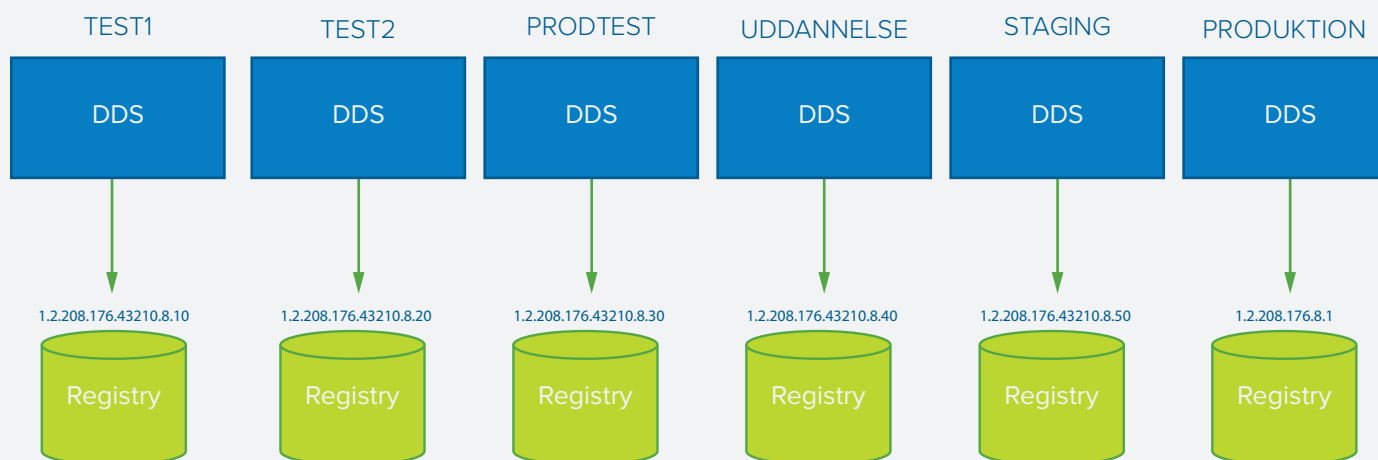 TEST1
TEST2
PRODTEST
UDDANNELSE
STAGING
PRODUKTION
DDS
DDS
DDS
DDS
DDS
DDS
1.2.208.176.43210.8.10
1.2.208.176.43210.8.20
1.2.208.176.43210.8.30
1.2.208.176.43210.8.40
1.2.208.176.43210.8.50
1.2.208.176.8.1
Registry
Registry
Registry
Registry
Registry
Registry